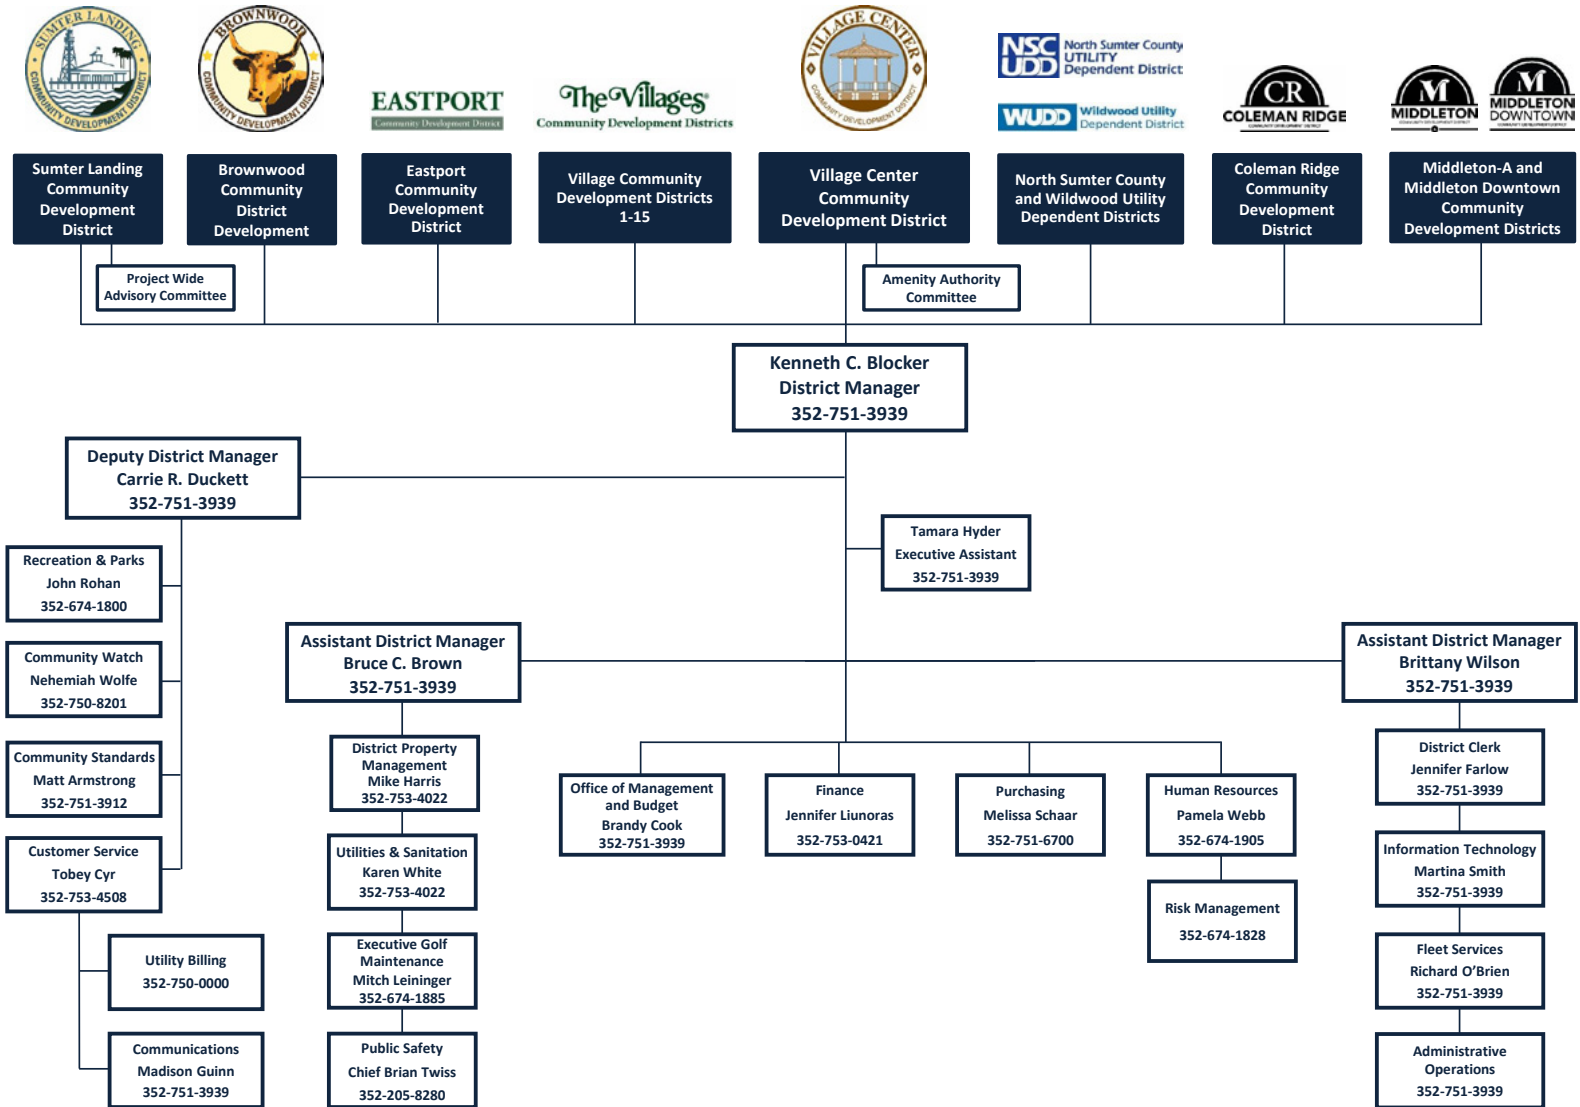 SUMTER LANDING
COMMUNITY DEVELOPMENT DISTRICT
BROWNWOOD
COMMUNITY DEVELOPMENT DISTRICT
EASTPORT
Community Development District
The Villages®
Community Development Districts
VILLAGE CENTER
COMMUNITY DEVELOPMENT DISTRICT
NSC
UDD
North Sumter County
UTILITY
Dependent District
WUDD
Wildwood Utility
Dependent District
CR
COLEMAN RIDGE
COMMUNITY DEVELOPMENT DISTRICT
M
MIDDLETON
COMMUNITY DEVELOPMENT DISTRICT
M
MIDDLETON
DOWNTOWN
COMMUNITY DEVELOPMENT DISTRICT
Sumter Landing
Community
Development
District
Brownwood
Community
District
Development
Eastport
Community
Development
District
Village Community
Development Districts
1-15
Village Center
Community
Development District
North Sumter County
and Wildwood Utility
Dependent Districts
Coleman Ridge
Community
Development
District
Middleton-A and
Middleton Downtown
Community
Development Districts
Project Wide
Advisory Committee
Amenity Authority
Committee
Kenneth C. Blocker
District Manager
352-751-3939
Deputy District Manager
Carrie R. Duckett
352-751-3939
Tamara Hyder
Executive Assistant
352-751-3939
Recreation & Parks
John Rohan
352-674-1800
Community Watch
Nehemiah Wolfe
352-750-8201
Community Standards
Matt Armstrong
352-751-3912
Customer Service
Tobey Cyr
352-753-4508
Utility Billing
352-750-0000
Communications
Madison Guinn
352-751-3939
Assistant District Manager
Bruce C. Brown
352-751-3939
District Property
Management
Mike Harris
352-753-4022
Utilities & Sanitation
Karen White
352-753-4022
Executive Golf
Maintenance
Mitch Leininger
352-674-1885
Public Safety
Chief Brian Twiss
352-205-8280
Office of Management
and Budget
Brandy Cook
352-751-3939
Finance
Jennifer Liunoras
352-753-0421
Purchasing
Melissa Schaar
352-751-6700
Human Resources
Pamela Webb
352-674-1905
Risk Management
352-674-1828
Assistant District Manager
Brittany Wilson
352-751-3939
District Clerk
Jennifer Farlow
352-751-3939
Information Technology
Martina Smith
352-751-3939
Fleet Services
Richard O’Brien
352-751-3939
Administrative
Operations
352-751-3939